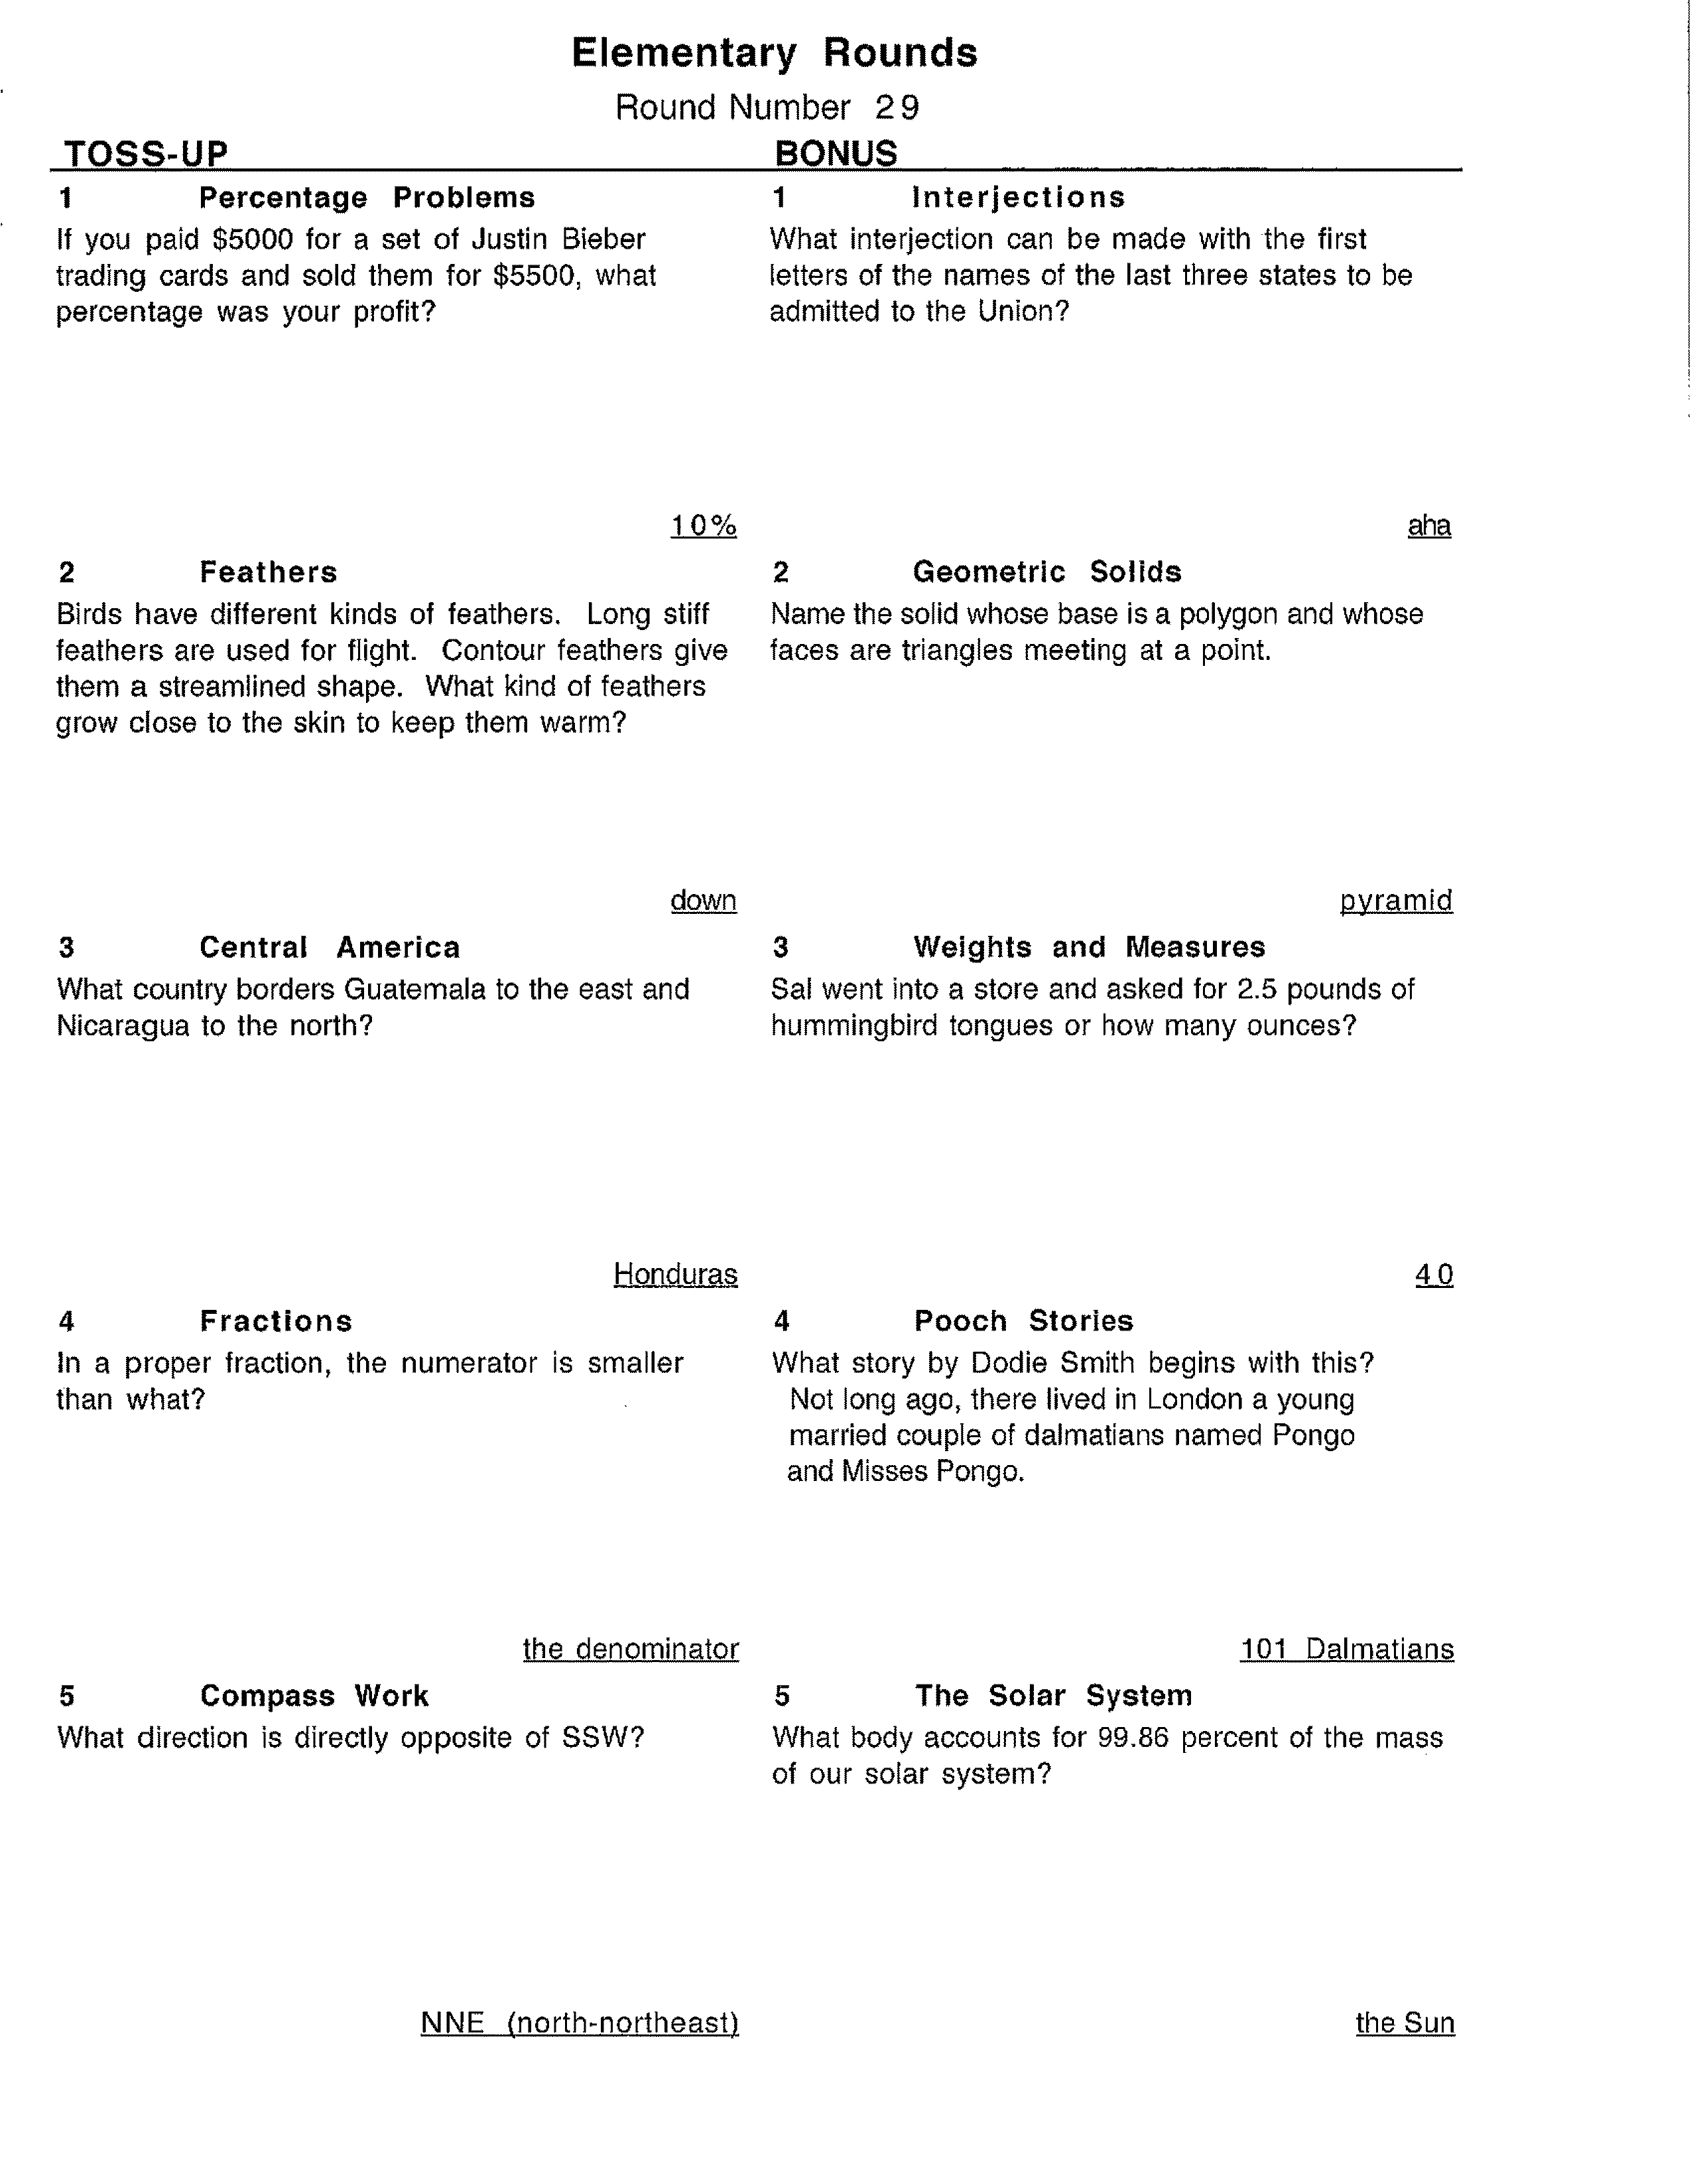 Elementary Rounds
Round Number 29
TOSS-UP
1 Percentage Problems
If you paid $5000 for a set of Justin Bieber
trading cards and sold them for $5500, what
percentage was your profit?
10%
2 Feathers
Birds have different kinds of feathers. Long stiff
feathers are used for flight. Contour feathers give
them a streamlined shape. What kind of feathers
grow close to the skin to keep them warm?
down
3 Central America
What country borders Guatemala to the east and
Nicaragua to the north?
Honduras
4 Fractions
In a proper fraction, the numerator is smaller
than what?
the denominator
5 Compass Work
What direction is directly opposite of SSW?
NNE (north-northeast)
BONUS
1 Interjections
What interjection can be made with the first
letters of the names of the last three states to be
admitted to the Union?
aha
2 Geometric Solids
Name the solid whose base is a polygon and whose
faces are triangles meeting at a point.
pyramid
3 Weights and Measures
Sal went into a store and asked for 2.5 pounds of
hummingbird tongues or how many ounces?
40
4 Pooch Stories
What story by Dodie Smith begins with this?
Not long ago, there lived in London a young
married couple of dalmatians named Pongo
and Misses Pongo.
101 Dalmatians
5 The Solar System
What body accounts for 99.86 percent of the mass
of our solar system?
the Sun